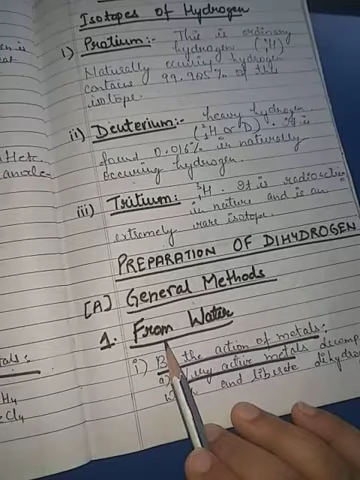 Isotopes of Hydrogen
i) Protium:- This is ordinary
hydrogen (¹H)
Naturally occuring hydrogen
contains 99.985% of this
isotope.
ii) Deuterium:- heavy hydrogen
(²₁H or ²₁D). It is
found 0.016% in naturally
occuring hydrogen.
iii) Tritium: ³₁H. It is radioactive
in nature and is an
extremely rare isotope.
PREPARATION OF DIHYDROGEN
[A] General Methods
1. From Water
i) By the action of metals:
a) Very active metals decomp
and liberate dihydro